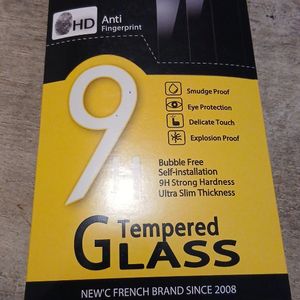 HD Anti
Fingerprint
9H
Smudge Proof
Eye Protection
Delicate Touch
Explosion Proof
Bubble Free
Self-installation
9H Strong Hardness
Ultra Slim Thickness
Tempered
GLASS
NEW'C FRENCH BRAND SINCE 2008